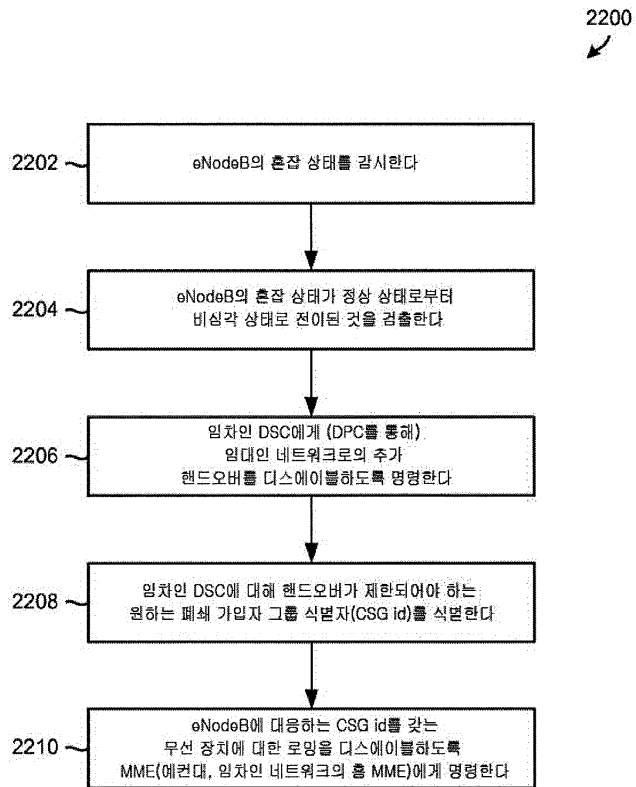 2200
2202
eNodeB의 혼잡 상태를 감시한다
2204
eNodeB의 혼잡 상태가 정상 상태로부터
비심각 상태로 전이된 것을 검출한다
2206
임차인 DSC에게 (DPC를 통해)
임대인 네트워크로의 추가
핸드오버를 디스에이블하도록 명령한다
2208
임차인 DSC에 대해 핸드오버가 제한되어야 하는
원하는 폐쇄 가입자 그룹 식별자(CSG id)를 식별한다
2210
eNodeB에 대응하는 CSG id를 갖는
무선 장치에 대한 로밍을 디스에이블하도록
MME(예컨대, 임차인 네트워크의 홈 MME)에게 명령한다